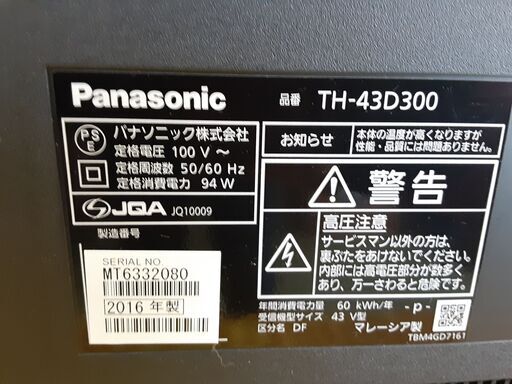 Panasonic
品番 TH-43D300
PS
E
パナソニック株式会社
定格電圧 100 V ～
定格周波数 50/60 Hz
定格消費電力 94 W
JQA JQ10009
製造番号
SERIAL NO.
MT6332080
2016 年製
お知らせ
本体の温度が高くなりますが
性能・品質には問題ありません。
警告
高圧注意
サービスマン以外の方は、
裏ぶたをあけないでください。
内部には高電圧部分が数多く
あり、万一さわると危険です。
年間消費電力量 60 kWh/年
受信機型サイズ 43 V型
区分名 DF
-p-
マレーシア製
TBM4GD7161